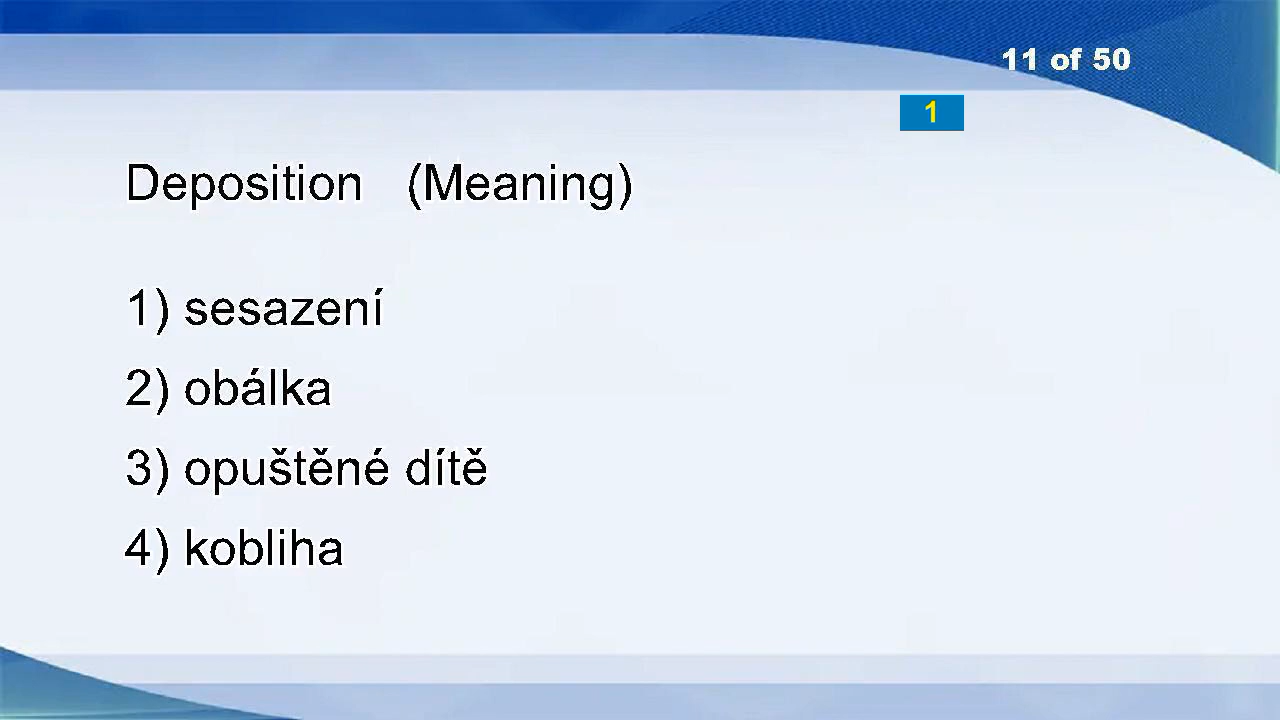 11 of 50
1
Deposition (Meaning)
1) sesazení
2) obálka
3) opuštěné dítě
4) kobliha